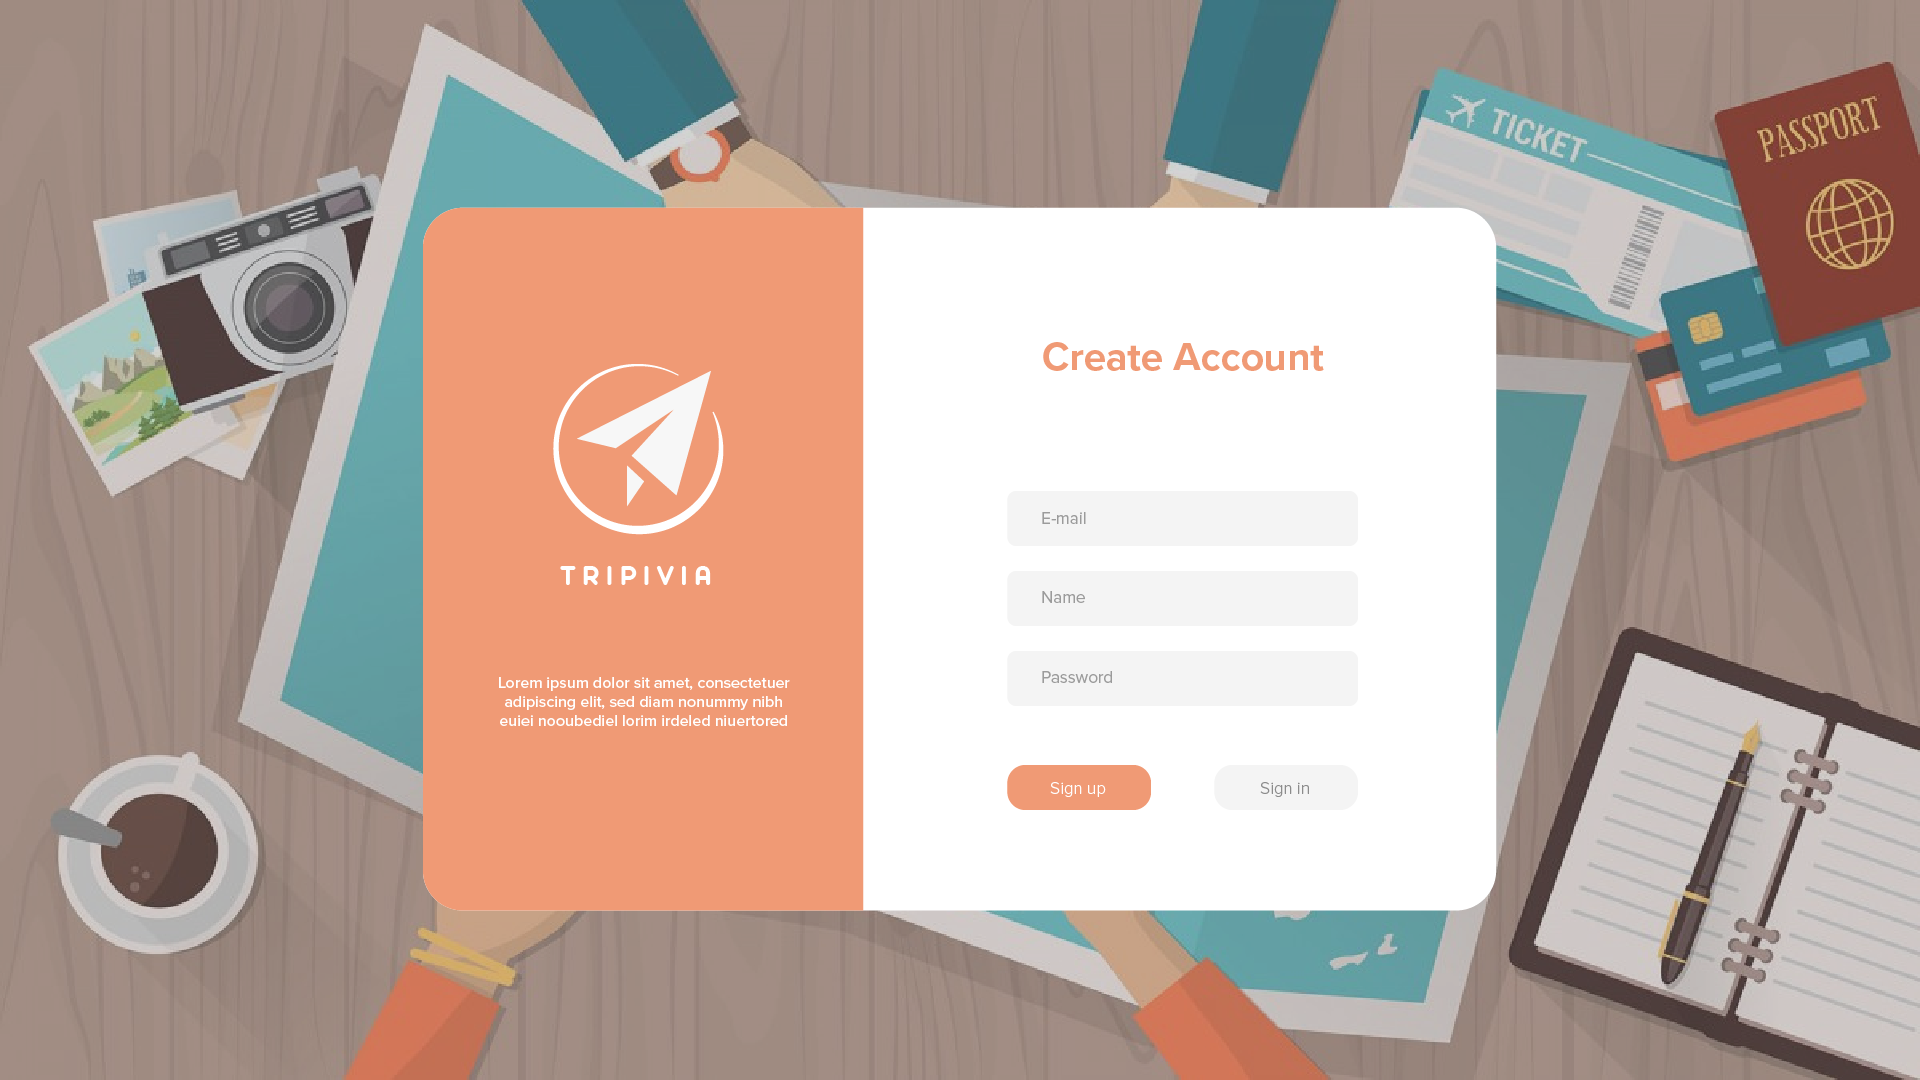 TICKET
PASSPORT
TRIPIVIA
Lorem ipsum dolor sit amet, consectetuer
adipiscing elit, sed diam nonummy nibh
euiei nooubediel lorim irdeled niuertored
Create Account
E-mail
Name
Password
Sign up
Sign in